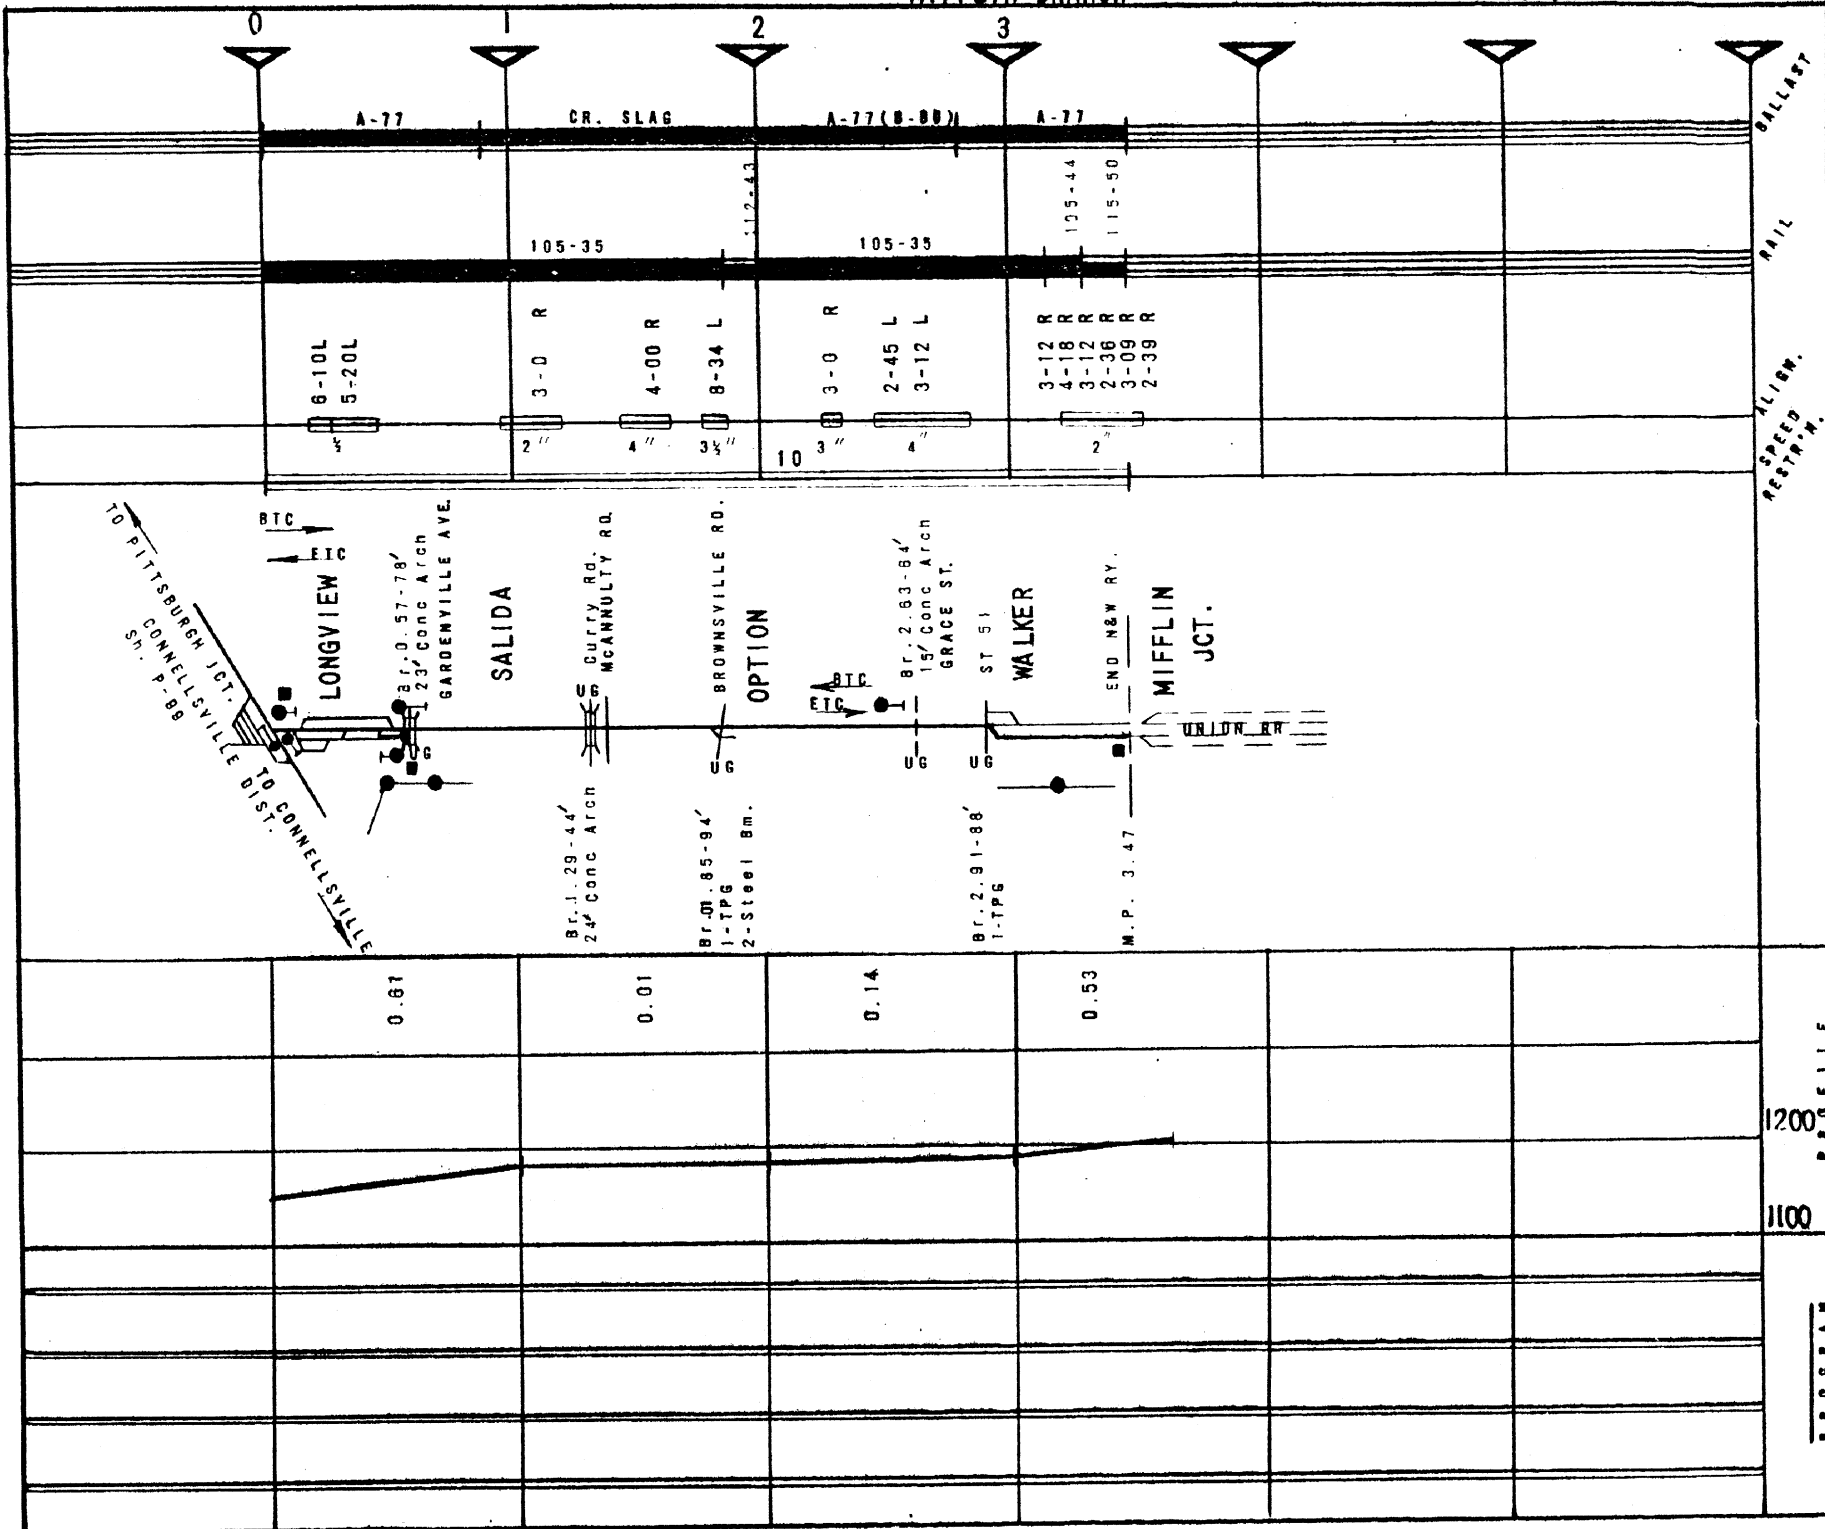 0 1 2 3
A-77 CR. SLAG A-77 (B-80) A-77
BALLAST
112-43 105-44 115-50
105-35 105-35
RAIL
6-10L
5-20L
3-0 R
4-00 R
8-34 L
3-0 R
2-45 L
3-12 L
3-12 R
4-18 R
3-12 R
2-36 R
3-09 R
2-39 R
ALIGN.
½ 2" 4" 3½" 3" 4" 2"
10
SPEED
RESTR'N.
TO PITTSBURGH JCT.
CONNELLSVILLE DIST.
Sh. P-89
TO CONNELLSVILLE
BTC
ETC
LONGVIEW
Br. 0.57-78'
23' Conc Arch
GARDENVILLE AVE.
UG
SALIDA
Curry Rd.
McANNULTY RD.
UG
Br. 1.29-44'
24' Conc Arch
BROWNSVILLE RD.
UG
Br. 01.85-94'
1-TPG
2-Steel Bm.
OPTION
BTC
ETC
Br. 2.63-64'
15' Conc Arch
GRACE ST.
UG
ST 51
UG
Br. 2.91-88'
1-TPG
WALKER
END N&W RY.
M.P. 3.47
MIFFLIN
JCT.
UNION RR
0.61 0.01 0.14 0.53
PROFILE
1200
1100